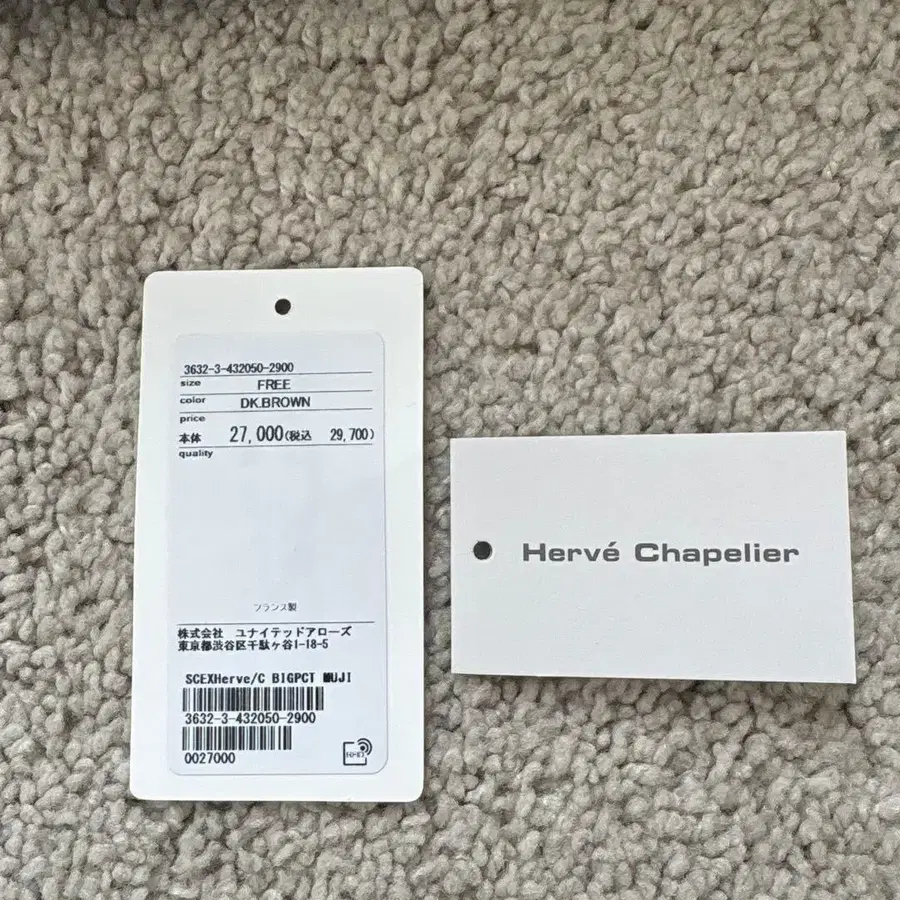 3632-3-432050-2900
size FREE
color DK.BROWN
price
本体 27,000(税込 29,700)
quality
フランス製
株式会社 ユナイテッドアローズ
東京都渋谷区千駄ケ谷1-18-5
SCEXHerve/C BIGPCT MUJI
3632-3-432050-2900
0027000
RFID
Hervé Chapelier